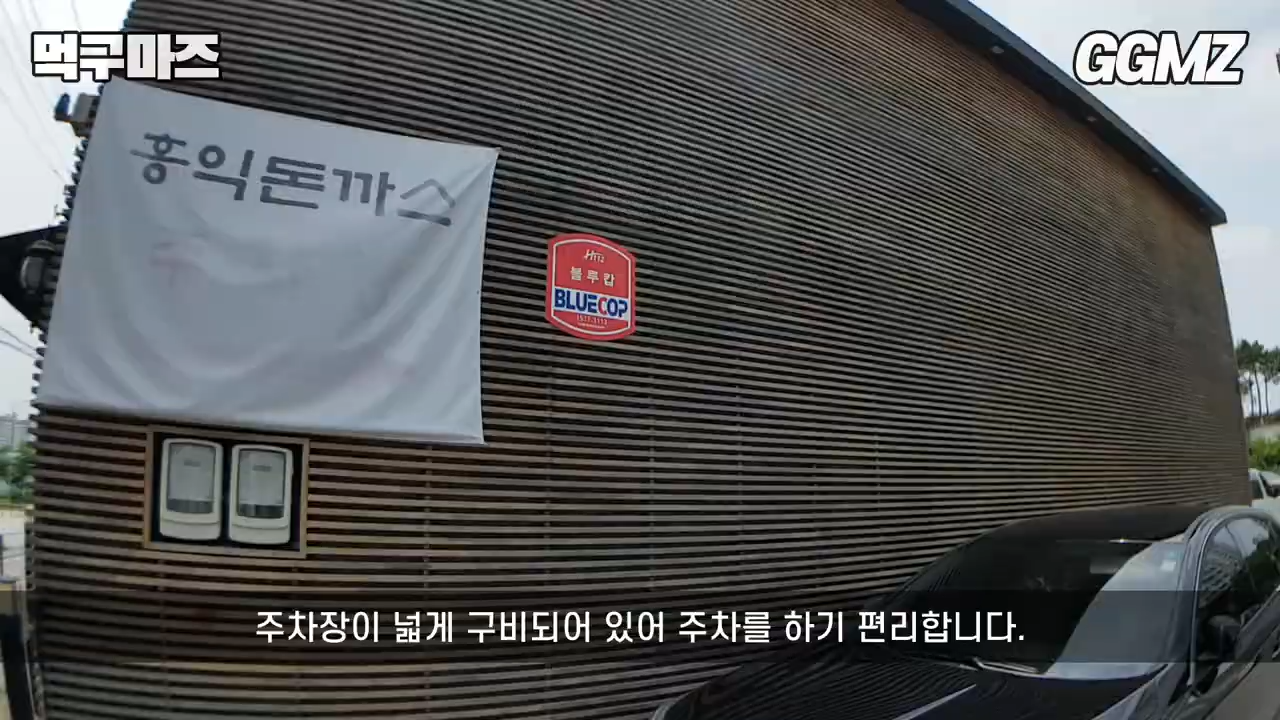 먹구마즈
GGMZ
홍익돈까스
블루캅
BLUECOP
주차장이 넓게 구비되어 있어 주차를 하기 편리합니다.